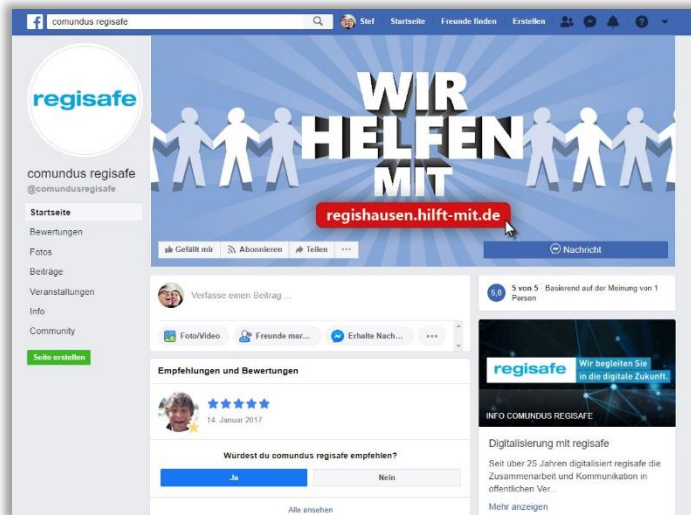 comundus regisafe
Stef Startseite Freunde finden Erstellen
regisafe
comundus regisafe
@comundusregisafe
Startseite
Bewertungen
Fotos
Beiträge
Veranstaltungen
Info
Community
Seite erstellen
WIR
HELFEN
MIT
regishausen.hilft-mit.de
Gefällt mir Abonnieren Teilen ...
Nachricht
Verfasse einen Beitrag ...
Foto/Video Freunde mar... Erhalte Nach... ...
Empfehlungen und Bewertungen
14. Januar 2017
Würdest du comundus regisafe empfehlen?
Ja Nein
Alle ansehen
5,0 5 von 5 · Basierend auf der Meinung von 1
Person
regisafe
Wir begleiten Sie
in die digitale Zukunft.
INFO COMUNDUS REGISAFE
Digitalisierung mit regisafe
Seit über 25 Jahren digitalisiert regisafe die
Zusammenarbeit und Kommunikation in
öffentlichen Ver...
Mehr anzeigen